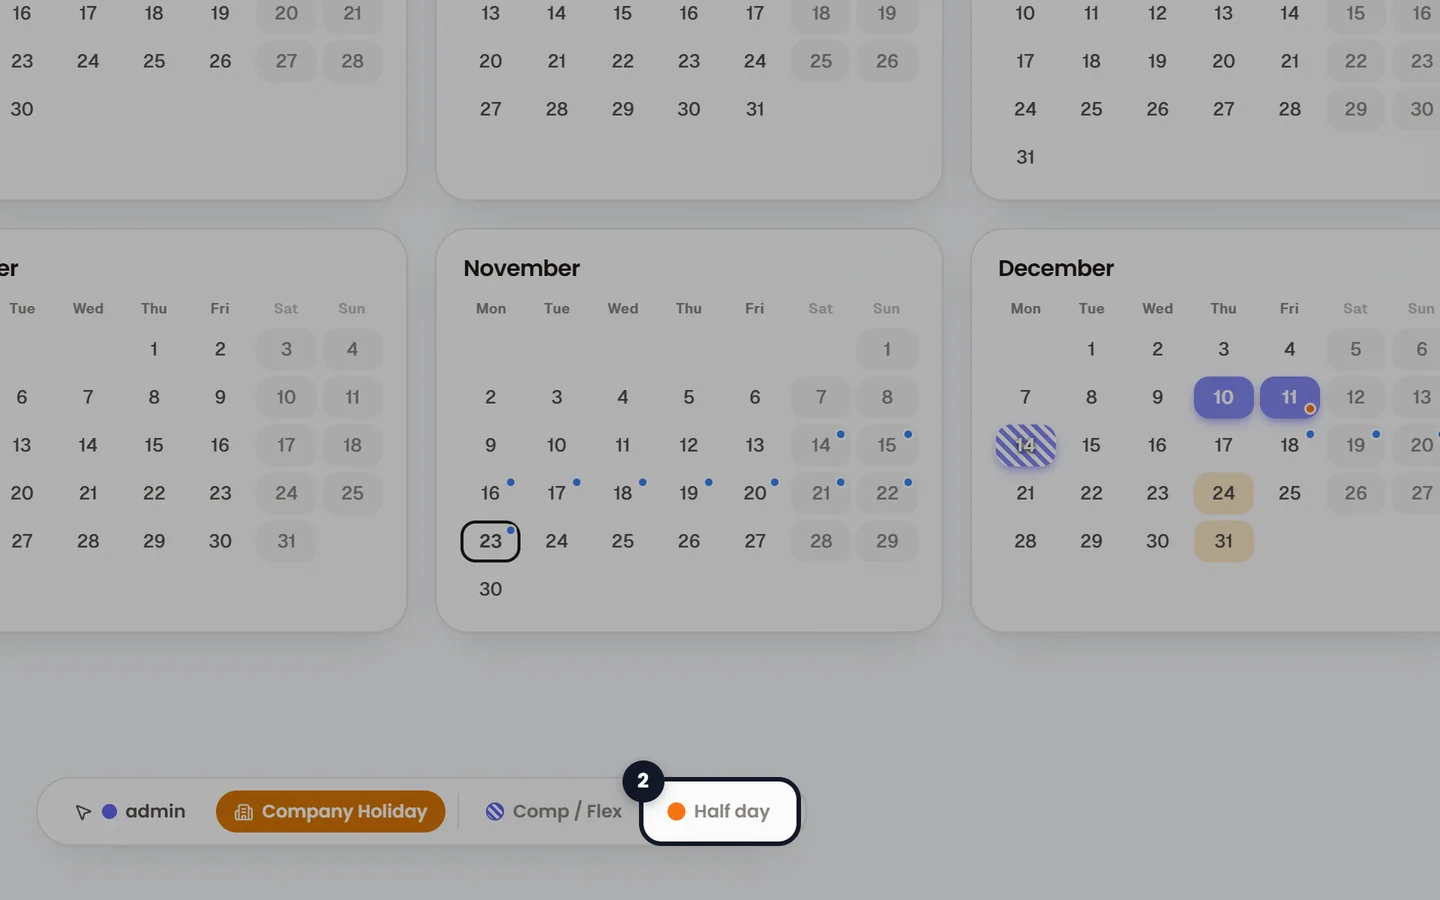 16 17 18 19 20 21
23 24 25 26 27 28
30
13 14 15 16 17 18 19
20 21 22 23 24 25 26
27 28 29 30 31
10 11 12 13 14 15 16
17 18 19 20 21 22 23
24 25 26 27 28 29 30
31
er
Tue Wed Thu Fri Sat Sun
1 2 3 4
6 7 8 9 10 11
13 14 15 16 17 18
20 21 22 23 24 25
27 28 29 30 31
November
Mon Tue Wed Thu Fri Sat Sun
1
2 3 4 5 6 7 8
9 10 11 12 13 14 15
16 17 18 19 20 21 22
23 24 25 26 27 28 29
30
December
Mon Tue Wed Thu Fri Sat Sun
1 2 3 4 5 6
7 8 9 10 11 12 13
14 15 16 17 18 19 20
21 22 23 24 25 26 27
28 29 30 31
2
admin Company Holiday Comp / Flex Half day